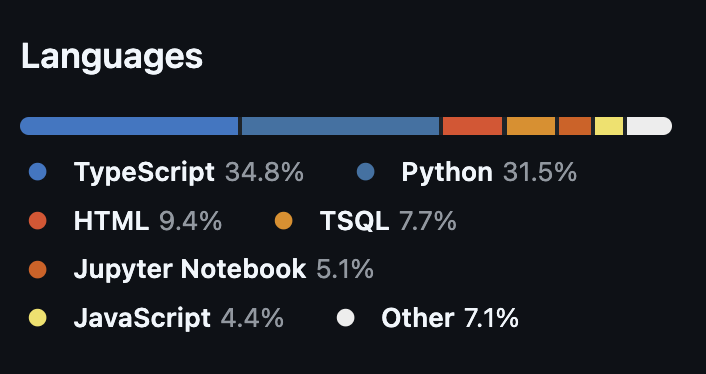 Languages
TypeScript 34.8% Python 31.5%
HTML 9.4% TSQL 7.7%
Jupyter Notebook 5.1%
JavaScript 4.4% Other 7.1%